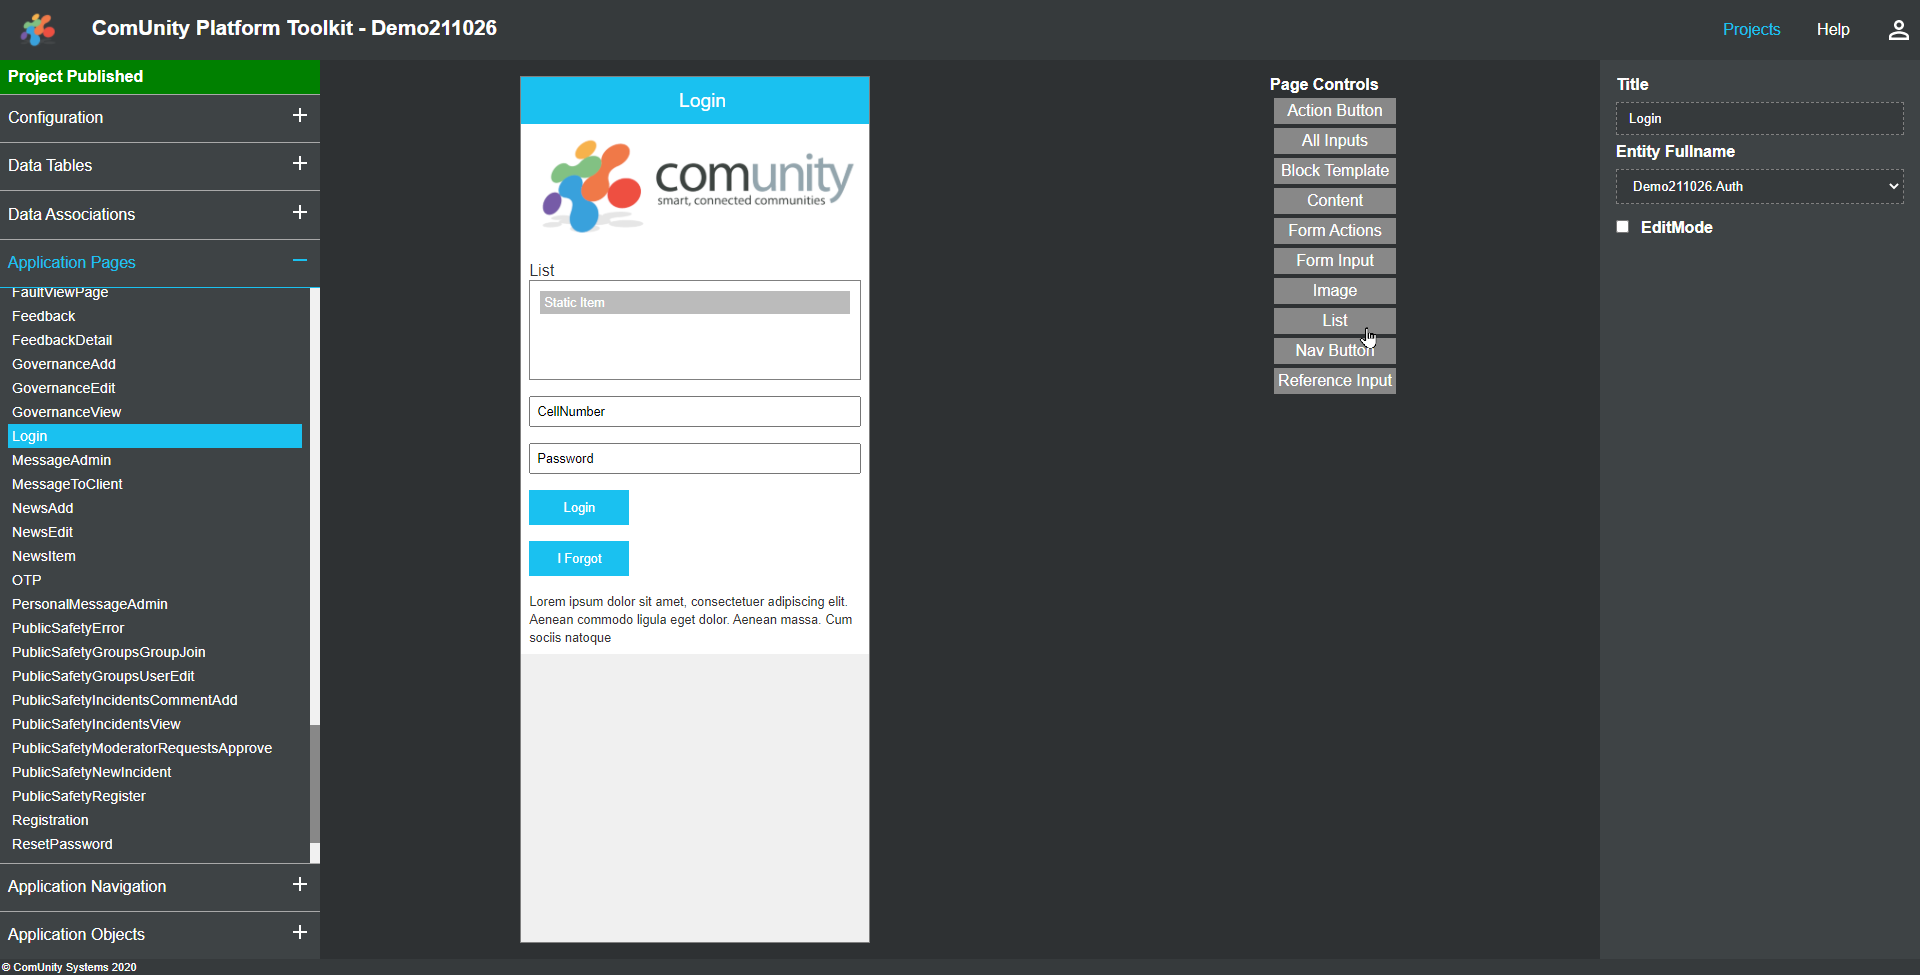 ComUnity Platform Toolkit - Demo211026
Projects
Help
Project Published
Configuration
Data Tables
Data Associations
Application Pages
FaultViewPage
Feedback
FeedbackDetail
GovernanceAdd
GovernanceEdit
GovernanceView
Login
MessageAdmin
MessageToClient
NewsAdd
NewsEdit
NewsItem
OTP
PersonalMessageAdmin
PublicSafetyError
PublicSafetyGroupsGroupJoin
PublicSafetyGroupsUserEdit
PublicSafetyIncidentsCommentAdd
PublicSafetyIncidentsView
PublicSafetyModeratorRequestsApprove
PublicSafetyNewIncident
PublicSafetyRegister
Registration
ResetPassword
Application Navigation
Application Objects
© ComUnity Systems 2020
Login
comunity
smart, connected communities
List
Static Item
CellNumber
Password
Login
I Forgot
Lorem ipsum dolor sit amet, consectetuer adipiscing elit.
Aenean commodo ligula eget dolor. Aenean massa. Cum
sociis natoque
Page Controls
Action Button
All Inputs
Block Template
Content
Form Actions
Form Input
Image
List
Nav Button
Reference Input
Title
Login
Entity Fullname
Demo211026.Auth
EditMode